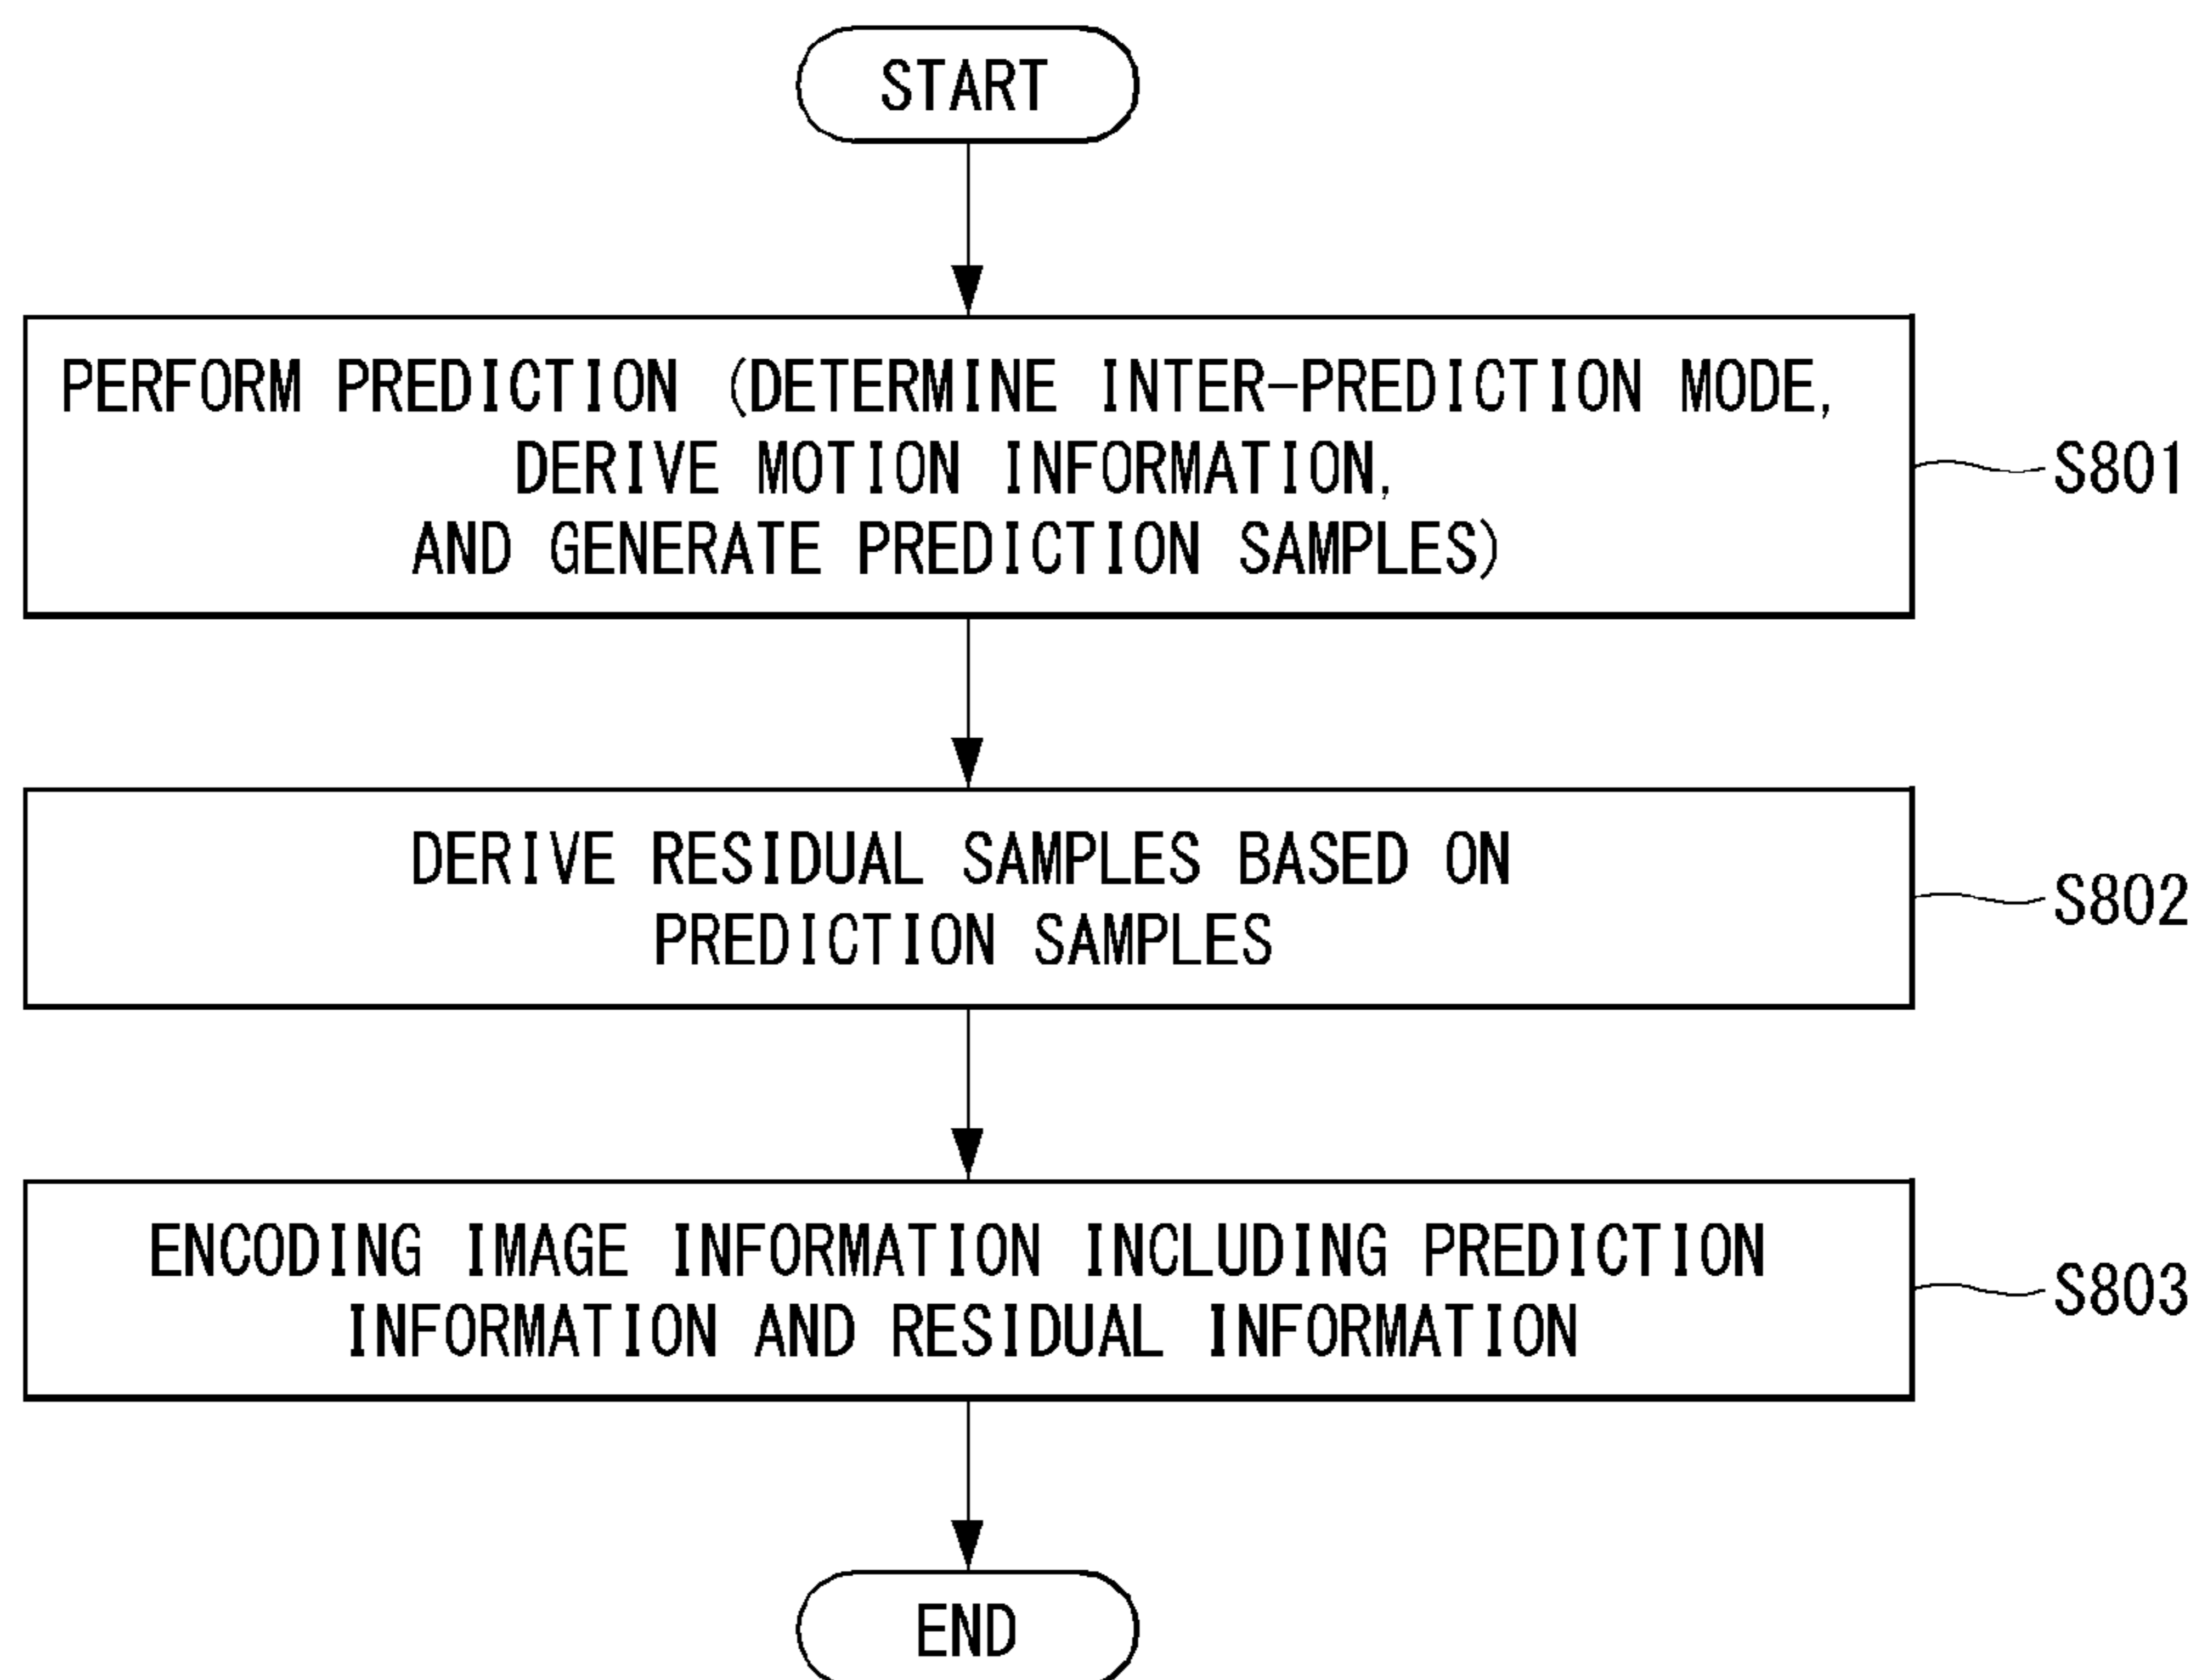 START
PERFORM PREDICTION (DETERMINE INTER-PREDICTION MODE,
DERIVE MOTION INFORMATION,
AND GENERATE PREDICTION SAMPLES)
S801
DERIVE RESIDUAL SAMPLES BASED ON
PREDICTION SAMPLES
S802
ENCODING IMAGE INFORMATION INCLUDING PREDICTION
INFORMATION AND RESIDUAL INFORMATION
S803
END